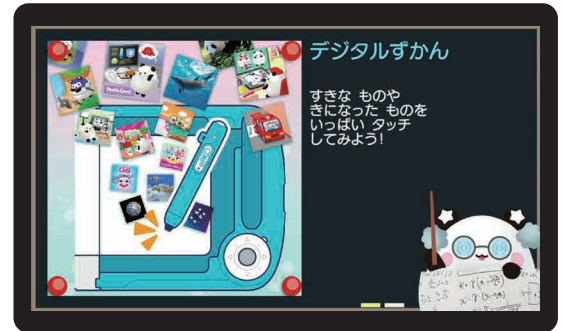 デジタルずかん
すきな ものや
きになった ものを
いっぱい タッチ
してみよう!